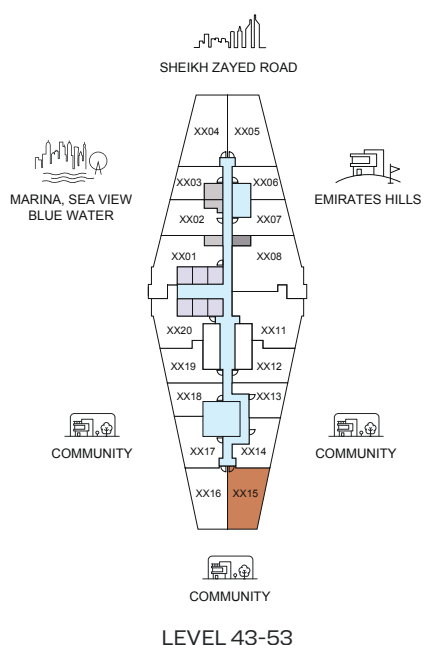 SHEIKH ZAYED ROAD
XX04
XX05
MARINA, SEA VIEW
BLUE WATER
EMIRATES HILLS
XX03
XX06
XX02
XX07
XX01
XX08
XX20
XX11
XX19
XX12
XX18
XX13
COMMUNITY
COMMUNITY
XX17
XX14
XX16
XX15
COMMUNITY
LEVEL 43-53